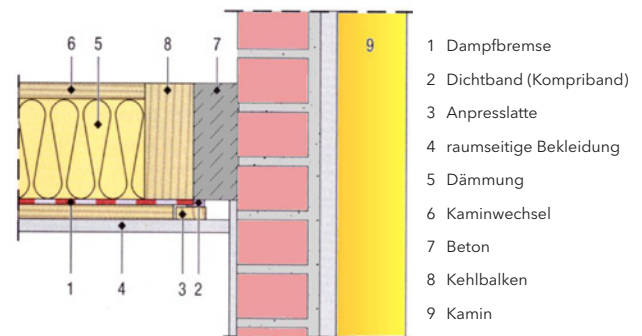 6 5 8 7
9
1 4 3 2
1 Dampfbremse
2 Dichtband (Kompriband)
3 Anpresslatte
4 raumseitige Bekleidung
5 Dämmung
6 Kaminwechsel
7 Beton
8 Kehlbalken
9 Kamin